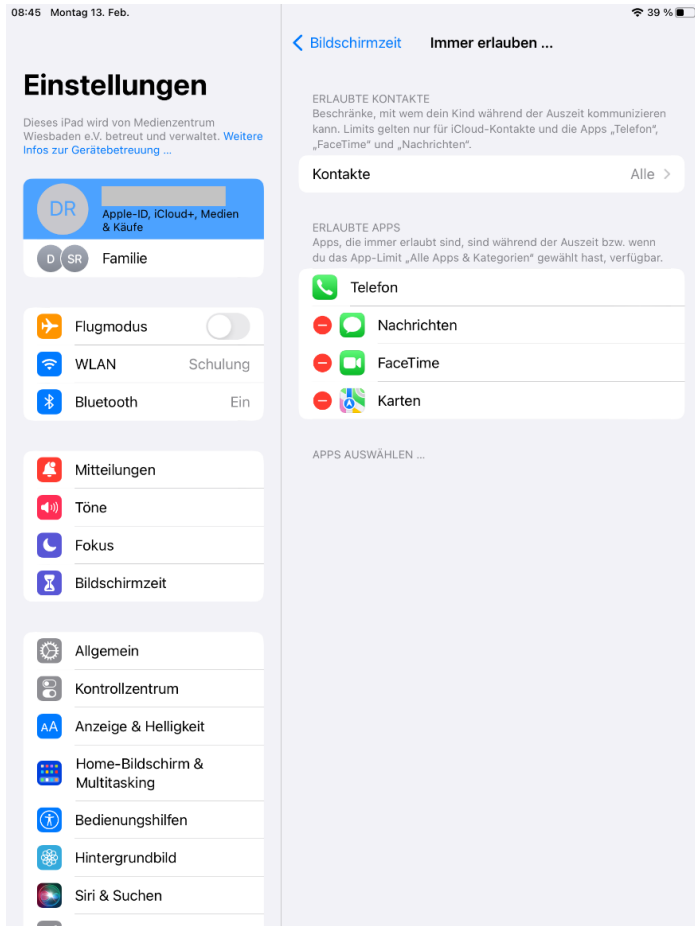 08:45 Montag 13. Feb.
39 %
Einstellungen
Dieses iPad wird von Medienzentrum
Wiesbaden e.V. betreut und verwaltet. Weitere
Infos zur Gerätebetreuung ...
DR
Apple-ID, iCloud+, Medien
& Käufe
D SR Familie
Flugmodus
WLAN Schulung
Bluetooth Ein
Mitteilungen
Töne
Fokus
Bildschirmzeit
Allgemein
Kontrollzentrum
AA Anzeige & Helligkeit
Home-Bildschirm &
Multitasking
Bedienungshilfen
Hintergrundbild
Siri & Suchen
Bildschirmzeit Immer erlauben ...
ERLAUBTE KONTAKTE
Beschränke, mit wem dein Kind während der Auszeit kommunizieren
kann. Limits gelten nur für iCloud-Kontakte und die Apps „Telefon“,
„FaceTime“ und „Nachrichten“.
Kontakte Alle
ERLAUBTE APPS
Apps, die immer erlaubt sind, sind während der Auszeit bzw. wenn
du das App-Limit „Alle Apps & Kategorien“ gewählt hast, verfügbar.
Telefon
Nachrichten
FaceTime
Karten
APPS AUSWÄHLEN ...